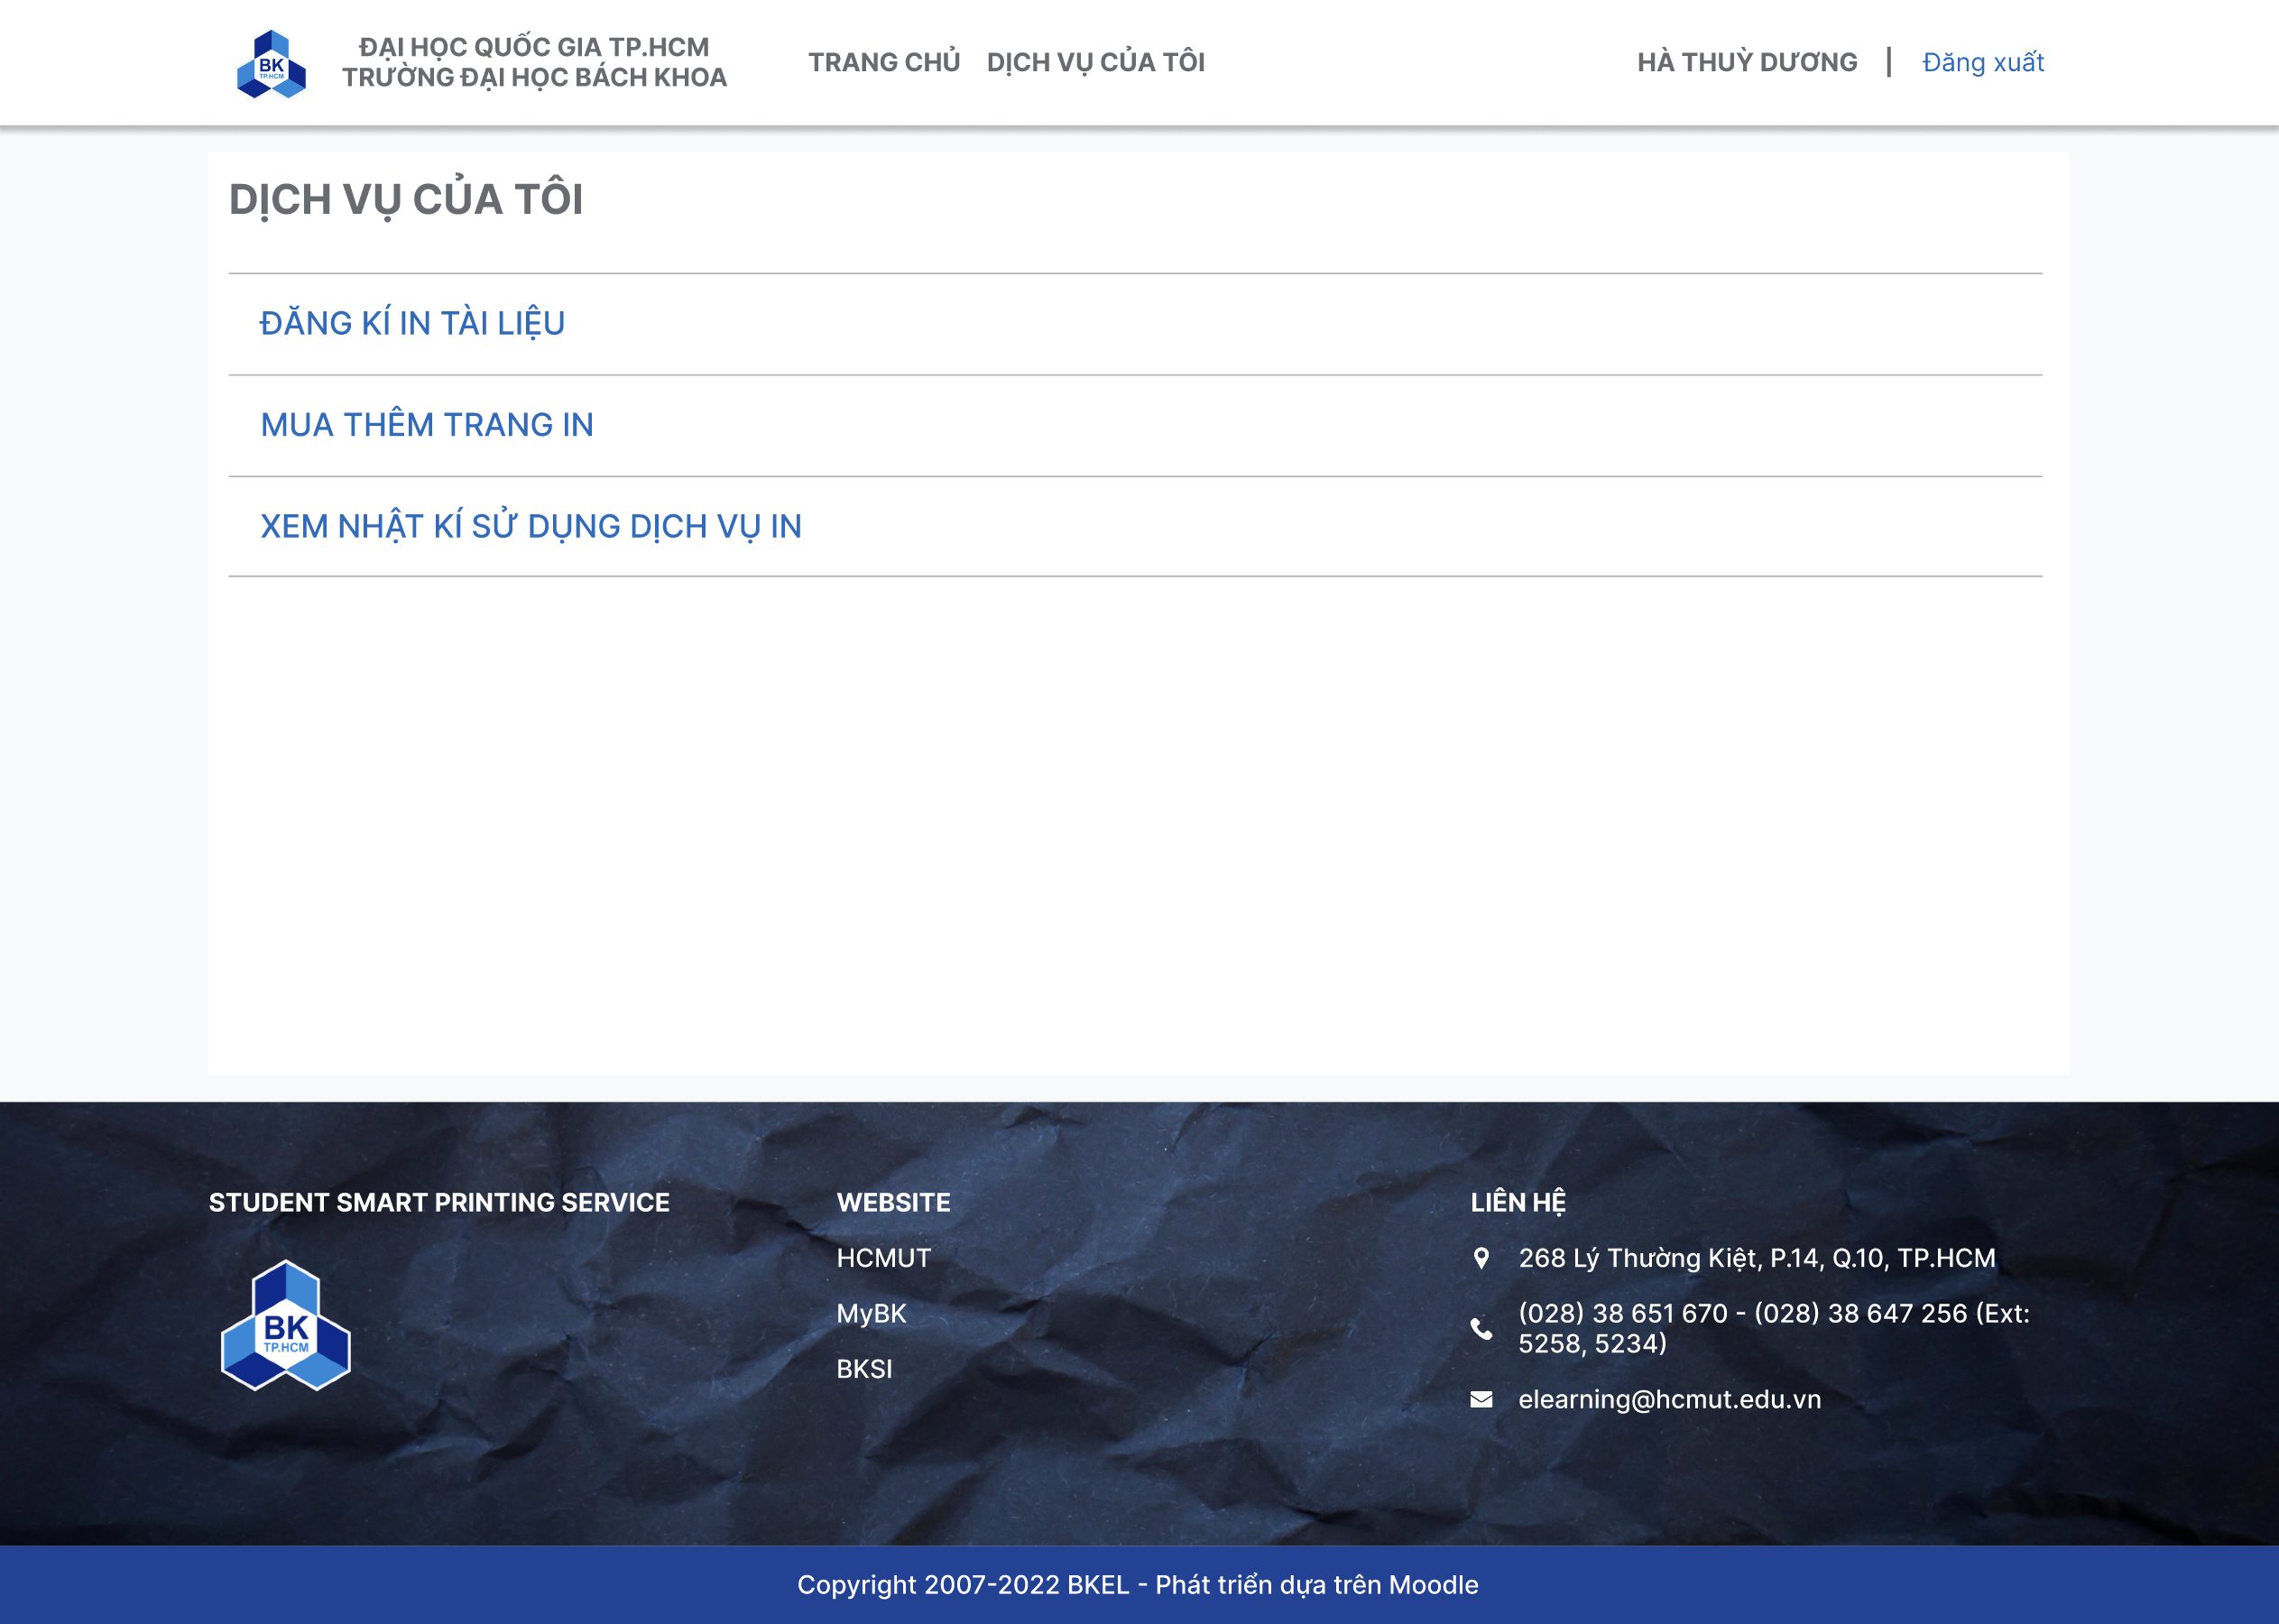 BK
TP.HCM
ĐẠI HỌC QUỐC GIA TP.HCM
TRƯỜNG ĐẠI HỌC BÁCH KHOA
TRANG CHỦ
DỊCH VỤ CỦA TÔI
HÀ THUỲ DƯƠNG
|
Đăng xuất
DỊCH VỤ CỦA TÔI
ĐĂNG KÍ IN TÀI LIỆU
MUA THÊM TRANG IN
XEM NHẬT KÍ SỬ DỤNG DỊCH VỤ IN
STUDENT SMART PRINTING SERVICE
BK
TP.HCM
WEBSITE
HCMUT
MyBK
BKSI
LIÊN HỆ
268 Lý Thường Kiệt, P.14, Q.10, TP.HCM
(028) 38 651 670 - (028) 38 647 256 (Ext:
5258, 5234)
elearning@hcmut.edu.vn
Copyright 2007-2022 BKEL - Phát triển dựa trên Moodle